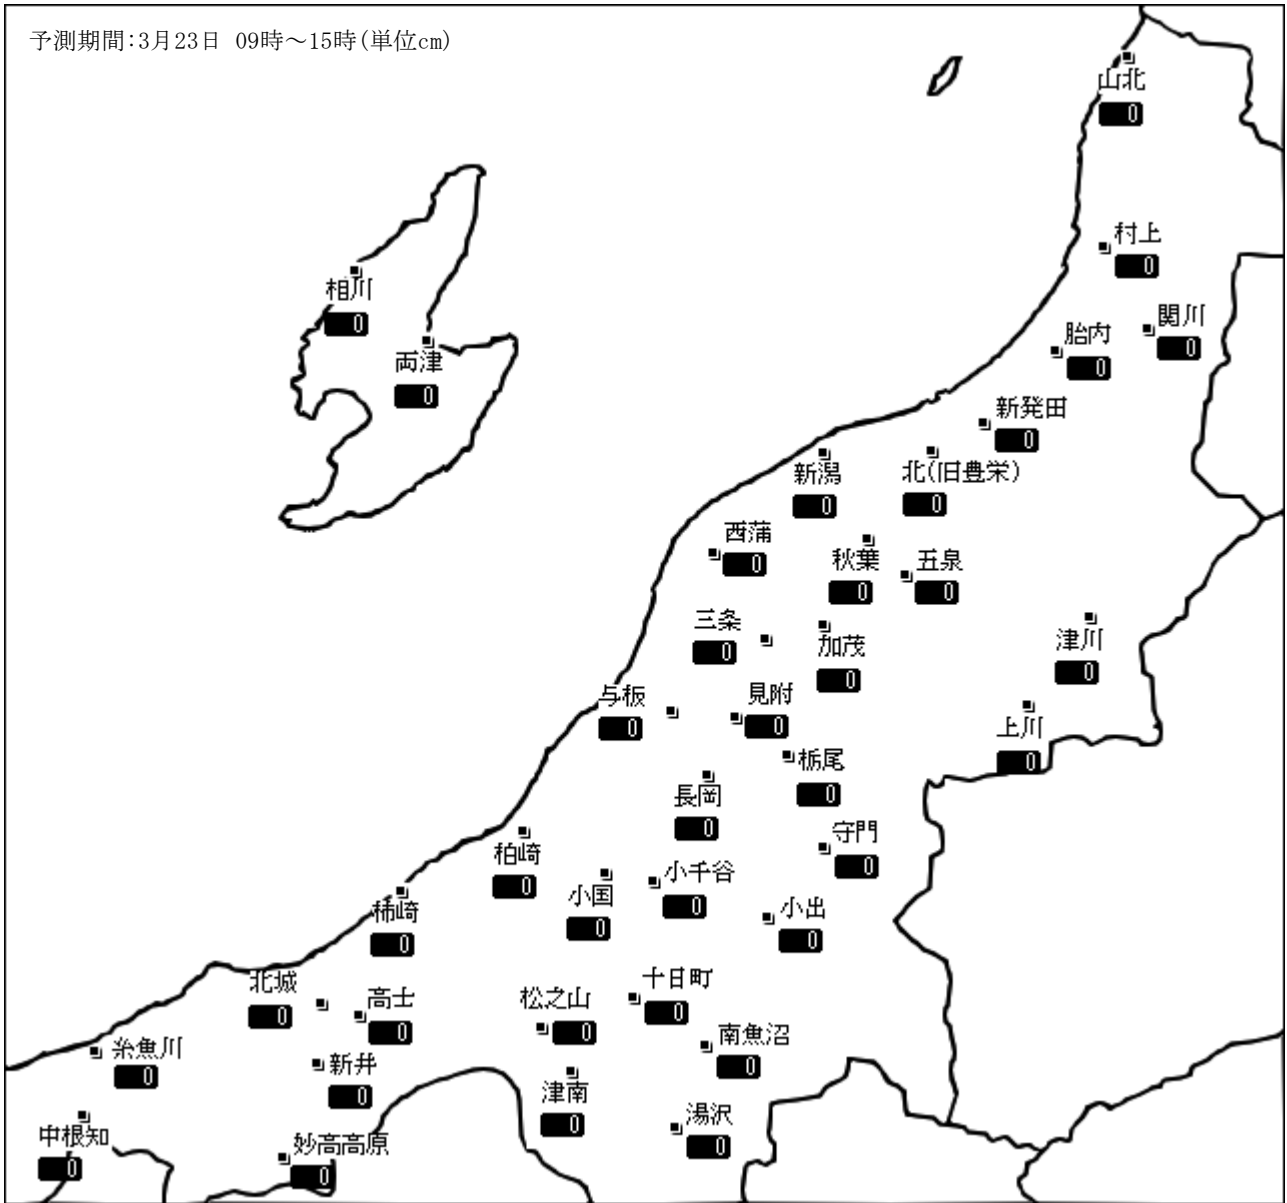 予測期間:3月23日 09時～15時(単位cm)
山北
0
村上
0
相川
0
関川
0
胎内
0
両津
0
新発田
0
新潟
0
北(旧豊栄)
0
西蒲
0
秋葉
0
五泉
0
三条
0
加茂
0
津川
0
与板
0
見附
0
上川
0
栃尾
0
長岡
0
守門
0
柏崎
0
小国
0
小千谷
0
小出
0
柿崎
0
北城
0
高士
0
松之山
0
十日町
0
南魚沼
0
糸魚川
0
新井
0
津南
0
湯沢
0
中根知
0
妙高高原
0